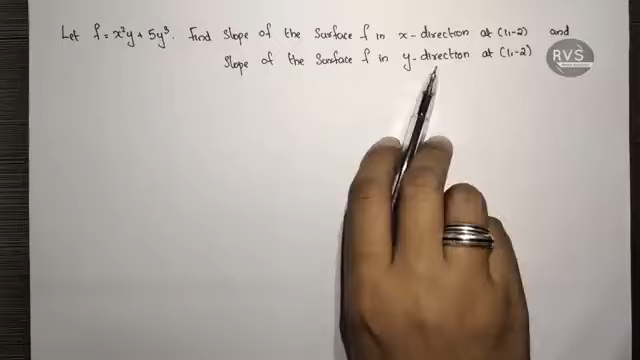 Let f = x²y + 5y³. Find Slope of the Surface f in x-direction at (1,-2) and
Slope of the Surface f in y-direction at (1,-2)
RVS